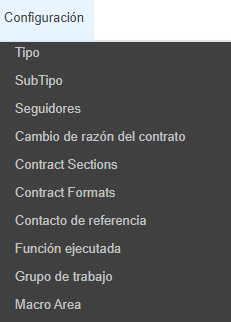 Configuración
Tipo
SubTipo
Seguidores
Cambio de razón del contrato
Contract Sections
Contract Formats
Contacto de referencia
Función ejecutada
Grupo de trabajo
Macro Area